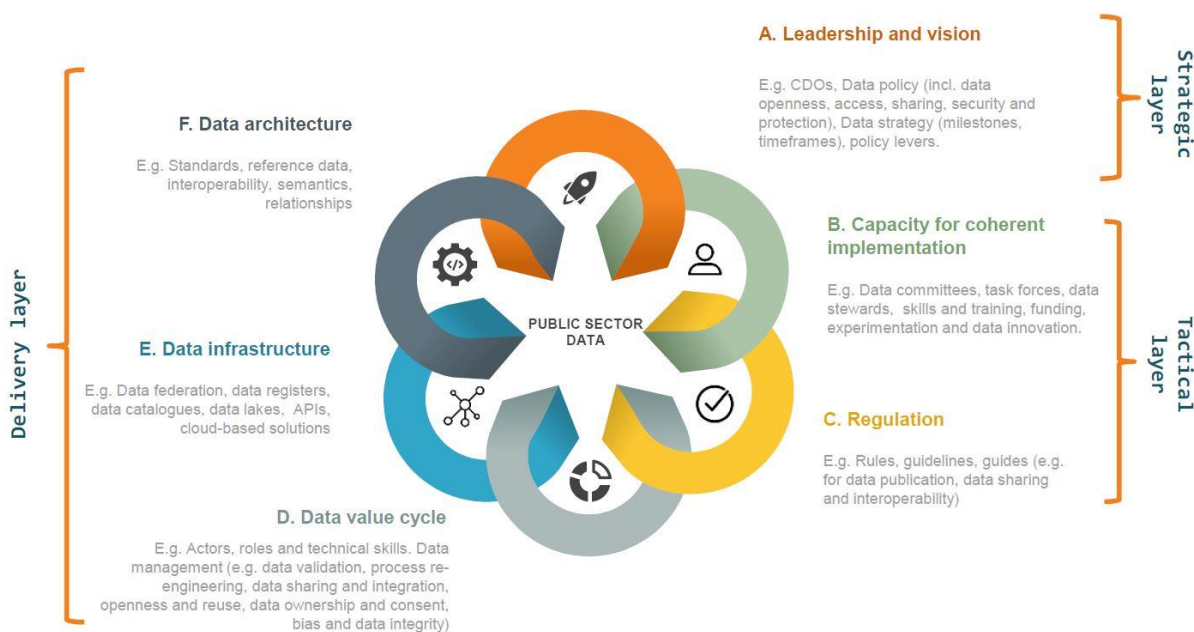 A. Leadership and vision
E.g. CDOs, Data policy (incl. data
openness, access, sharing, security and
protection), Data strategy (milestones,
timeframes), policy levers.
Strategic
layer
B. Capacity for coherent
implementation
E.g. Data committees, task forces, data
stewards, skills and training, funding,
experimentation and data innovation.
C. Regulation
E.g. Rules, guidelines, guides (e.g.
for data publication, data sharing
and interoperability)
Tactical
layer
PUBLIC SECTOR
DATA
D. Data value cycle
E.g. Actors, roles and technical skills. Data
management (e.g. data validation, process re-
engineering, data sharing and integration,
openness and reuse, data ownership and consent,
bias and data integrity)
E. Data infrastructure
E.g. Data federation, data registers,
data catalogues, data lakes, APIs,
cloud-based solutions
F. Data architecture
E.g. Standards, reference data,
interoperability, semantics,
relationships
Delivery layer